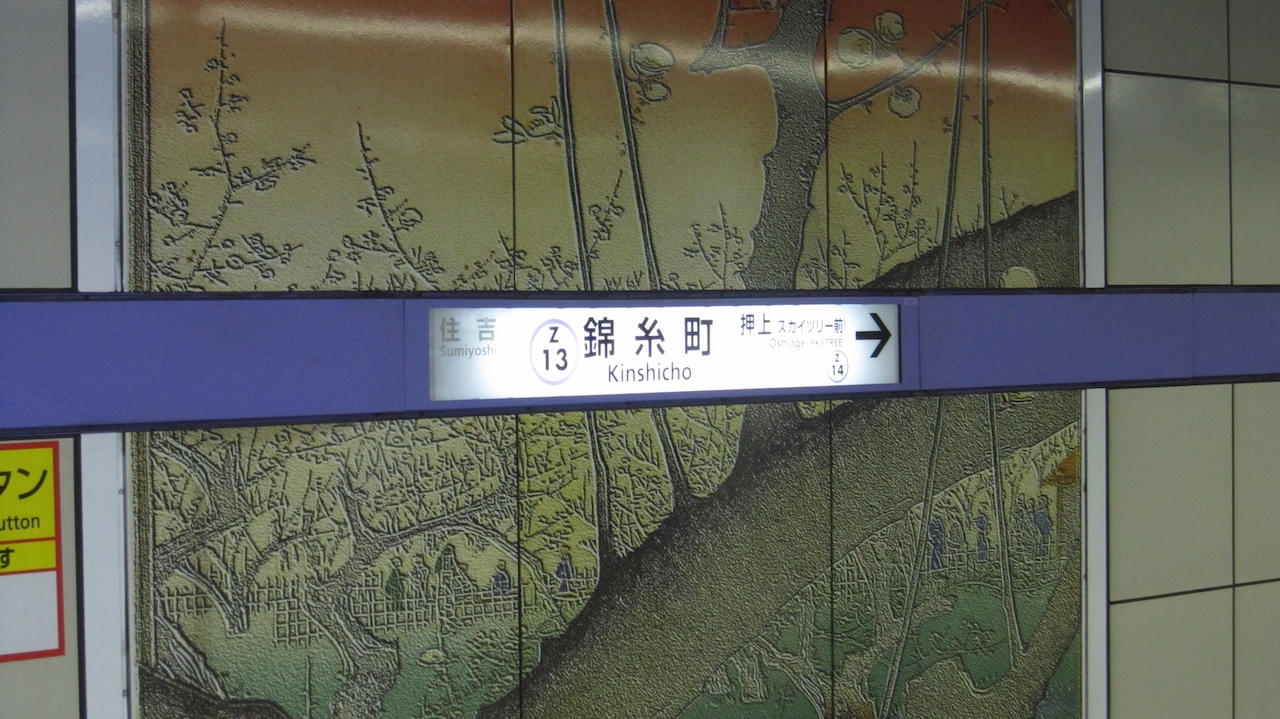 住吉
Sumiyoshi
Z
13
錦糸町
Kinshicho
押上 スカイツリー前
Oshiage SKYTREE
Z
14
タン
utton
す